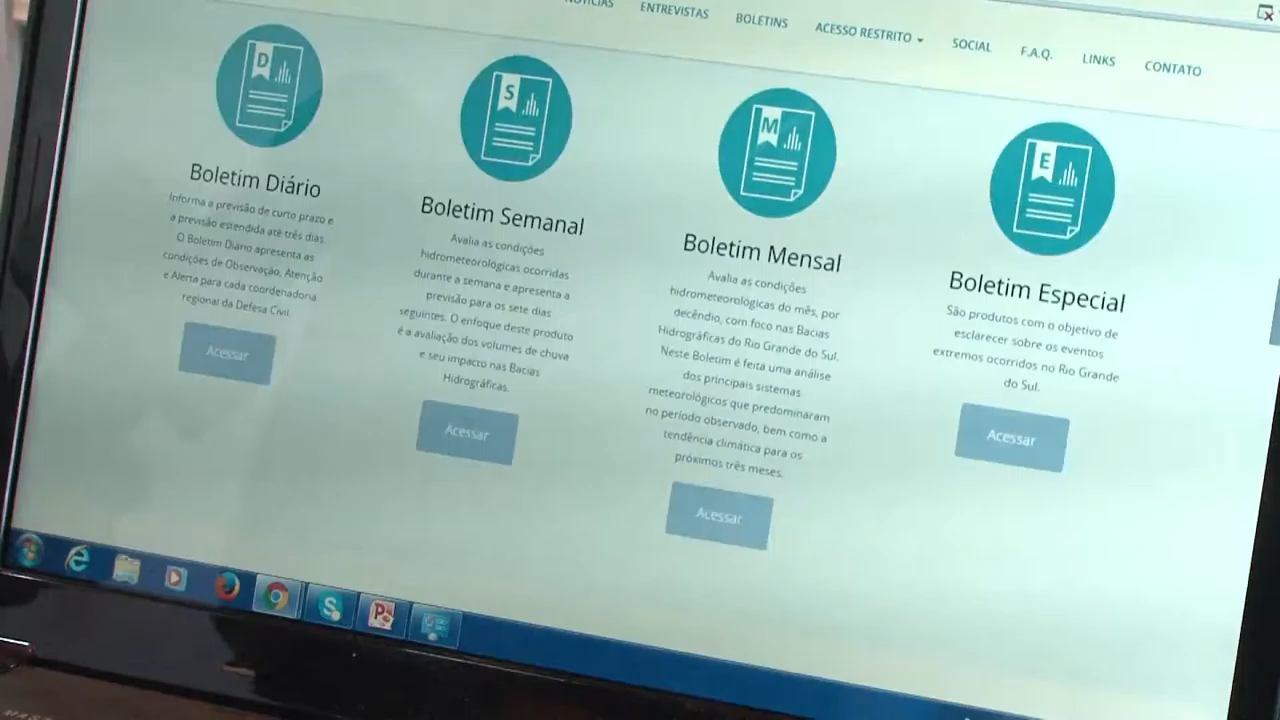 ENTREVISTAS
BOLETINS
ACESSO RESTRITO
SOCIAL
F.A.Q.
LINKS
CONTATO
D
Boletim Diário
Informa a previsão de curto prazo e
a previsão estendida até três dias.
O Boletim Diário apresenta as
condições de Observação, Atenção
e Alerta para cada coordenadoria
regional da Defesa Civil.
Acessar
S
Boletim Semanal
Avalia as condições
hidrometeorológicas ocorridas
durante a semana e apresenta a
previsão para os sete dias
seguintes. O enfoque deste produto
é a avaliação dos volumes de chuva
e seu impacto nas Bacias
Hidrográficas.
Acessar
M
Boletim Mensal
Avalia as condições
hidrometeorológicas do mês, por
decêndio, com foco nas Bacias
Hidrográficas do Rio Grande do Sul.
Neste Boletim é feita uma análise
dos principais sistemas
meteorológicos que predominaram
no período observado, bem como a
tendência climática para os
próximos três meses.
Acessar
E
Boletim Especial
São produtos com o objetivo de
esclarecer sobre os eventos
extremos ocorridos no Rio Grande
do Sul.
Acessar